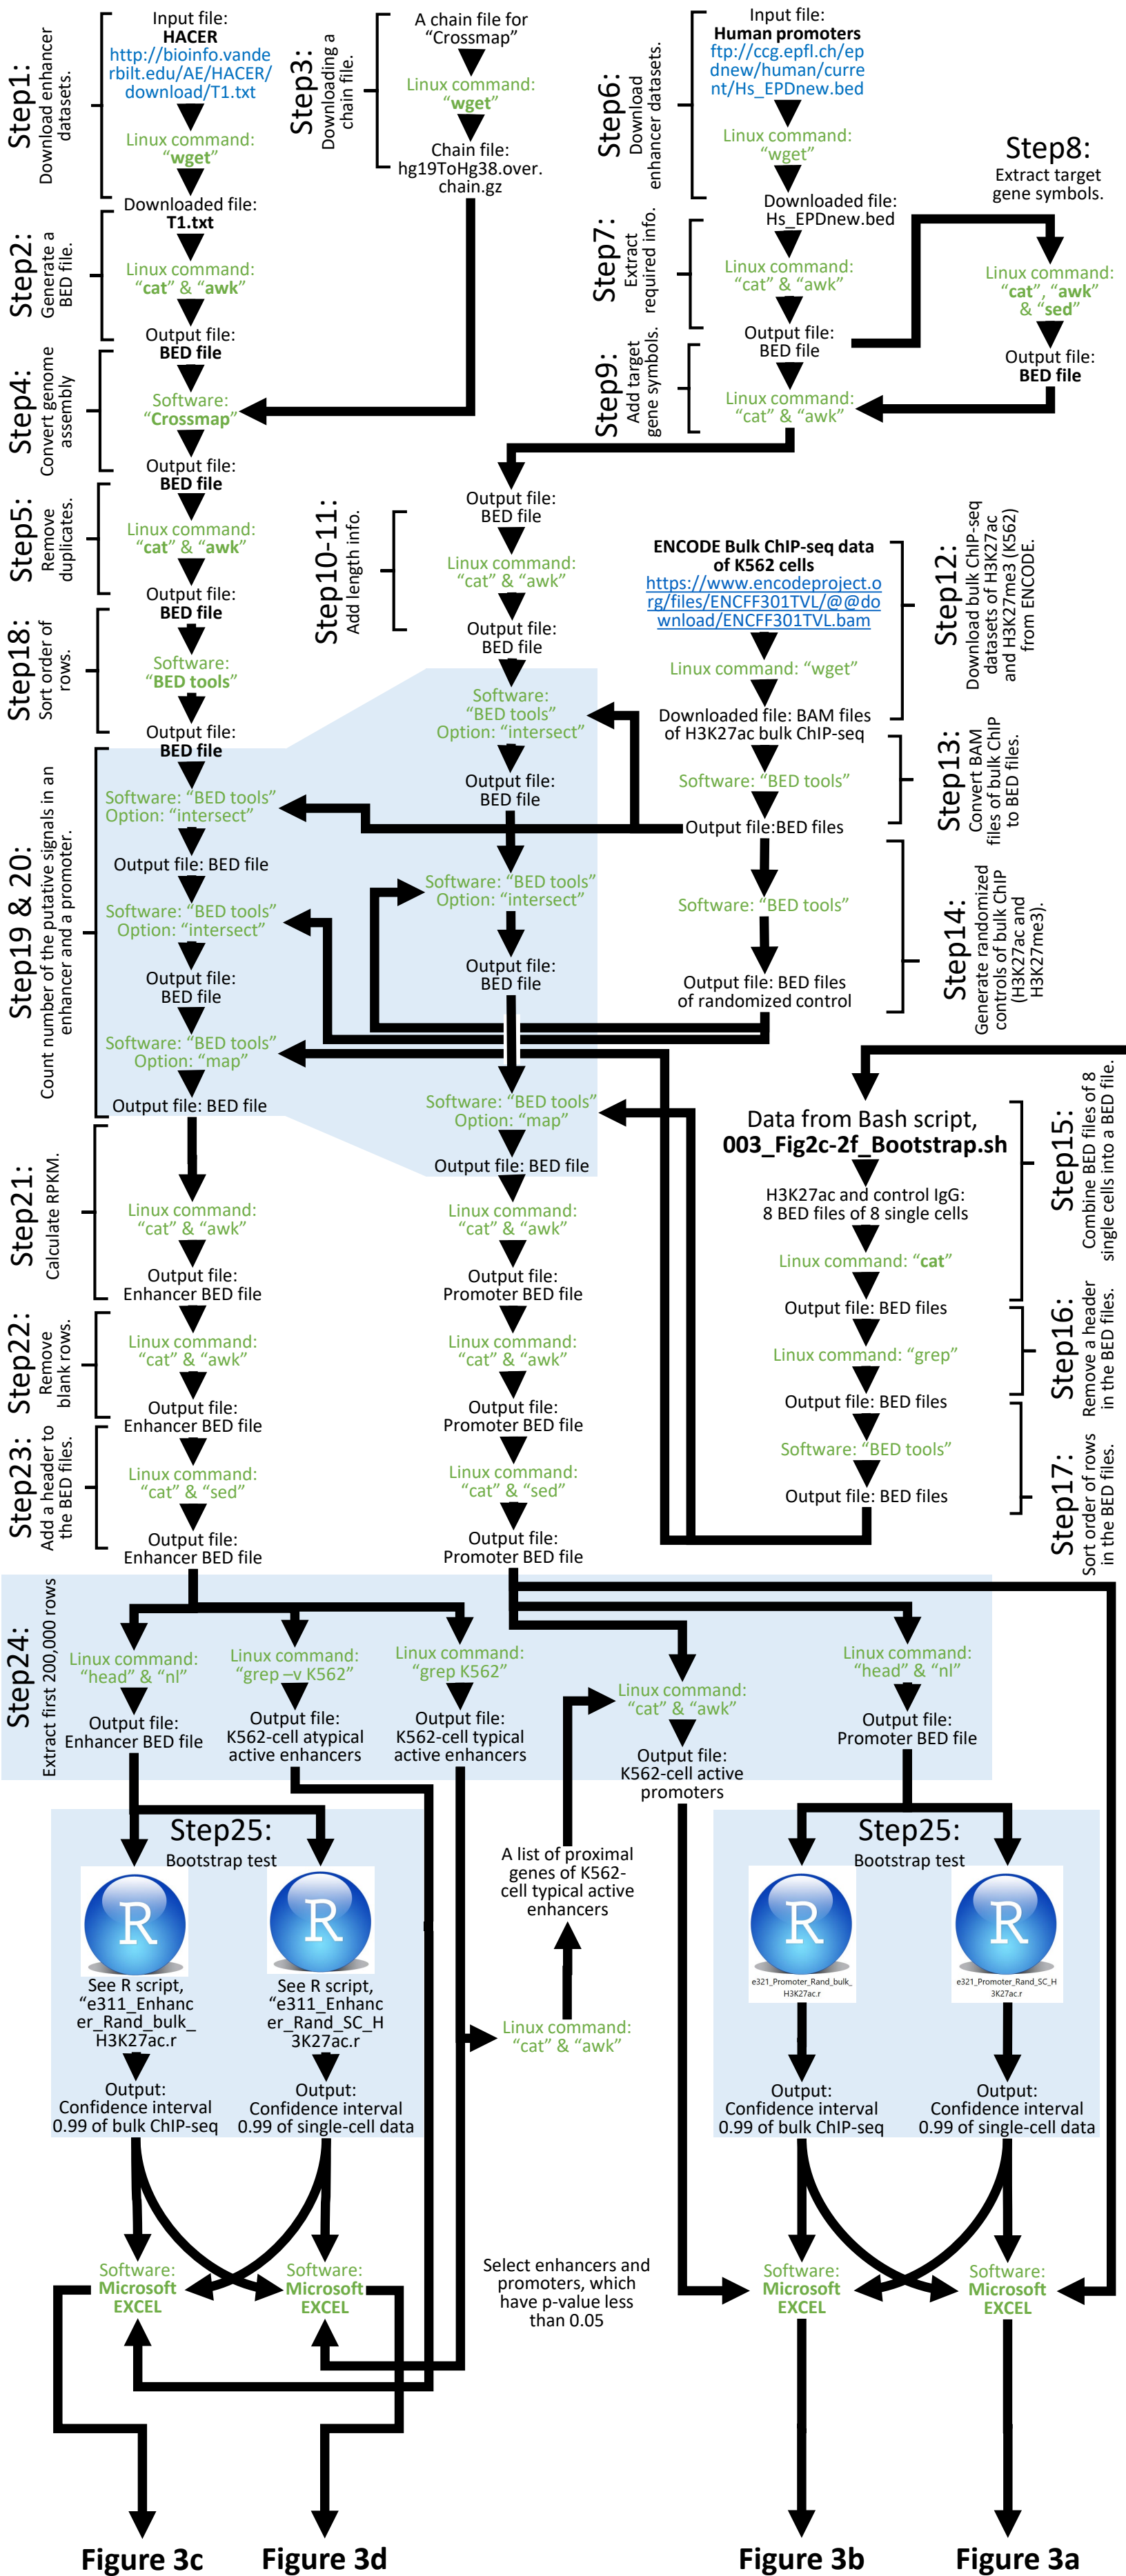 Step1:
Download enhancer
datasets.
Input file:
HACER
http://bioinfo.vande
rbilt.edu/AE/HACER/
download/T1.txt
Linux command:
“wget”
Downloaded file:
T1.txt
Step2:
Generate a
BED file.
Linux command:
“cat” & “awk”
Output file:
BED file
Step3:
Downloading a
chain file.
A chain file for
“Crossmap”
Linux command:
“wget”
Chain file:
hg19ToHg38.over.
chain.gz
Step4:
Convert genome
assembly
Software:
“Crossmap”
Output file:
BED file
Step5:
Remove
duplicates.
Linux command:
“cat” & “awk”
Output file:
BED file
Step6:
Download
enhancer datasets.
Input file:
Human promoters
ftp://ccg.epfl.ch/ep
dnew/human/curre
nt/Hs_EPDnew.bed
Linux command:
“wget”
Downloaded file:
Hs_EPDnew.bed
Step7:
Extract
required info.
Linux command:
“cat” & “awk”
Output file:
BED file
Step8:
Extract target
gene symbols.
Linux command:
“cat”, “awk”
& “sed”
Output file:
BED file
Step9:
Add target
gene symbols.
Linux command:
“cat” & “awk”
Output file:
BED file
Step10-11:
Add length info.
Linux command:
“cat” & “awk”
Output file:
BED file
Step12:
Download bulk ChIP-seq
datasets of H3K27ac
and H3K27me3 (K562)
from ENCODE.
ENCODE Bulk ChIP-seq data
of K562 cells
https://www.encodeproject.o
rg/files/ENCFF301TVL/@@do
wnload/ENCFF301TVL.bam
Linux command: “wget”
Downloaded file: BAM files
of H3K27ac bulk ChIP-seq
Step13:
Convert BAM
files of bulk ChIP
to BED files.
Software: “BED tools”
Output file:BED files
Step14:
Generate randomized
controls of bulk ChIP
(H3K27ac and
H3K27me3).
Software: “BED tools”
Output file: BED files
of randomized control
Step15:
Combine BED files of 8
single cells into a BED file.
Data from Bash script,
003_Fig2c-2f_Bootstrap.sh
H3K27ac and control IgG:
8 BED files of 8 single cells
Linux command: “cat”
Output file: BED files
Step16:
Remove a header
in the BED files.
Linux command: “grep”
Output file: BED files
Step17:
Sort order of rows
in the BED files.
Software: “BED tools”
Output file: BED files
Step18:
Sort order of
rows.
Software:
“BED tools”
Output file:
BED file
Step19 & 20:
Count number of the putative signals in an
enhancer and a promoter.
Software: “BED tools”
Option: “intersect”
Output file: BED file
Software: “BED tools”
Option: “intersect”
Output file:
BED file
Software: “BED tools”
Option: “map”
Output file: BED file
Software:
“BED tools”
Option: “intersect”
Output file:
BED file
Software: “BED tools”
Option: “intersect”
Output file:
BED file
Software: “BED tools”
Option: “map”
Output file: BED file
Step21:
Calculate RPKM.
Linux command:
“cat” & “awk”
Output file:
Enhancer BED file
Linux command:
“cat” & “awk”
Output file:
Promoter BED file
Step22:
Remove
blank rows.
Linux command:
“cat” & “awk”
Output file:
Enhancer BED file
Linux command:
“cat” & “awk”
Output file:
Promoter BED file
Step23:
Add a header to
the BED files.
Linux command:
“cat” & “sed”
Output file:
Enhancer BED file
Linux command:
“cat” & “sed”
Output file:
Promoter BED file
Step24:
Extract first 200,000 rows
Linux command:
“head” & “nl”
Output file:
Enhancer BED file
Linux command:
“grep –v K562”
Output file:
K562-cell atypical
active enhancers
Linux command:
“grep K562”
Output file:
K562-cell typical
active enhancers
Linux command:
“cat” & “awk”
Output file:
K562-cell active
promoters
Linux command:
“head” & “nl”
Output file:
Promoter BED file
Step25:
Bootstrap test
R
See R script,
“e311_Enhanc
er_Rand_bulk_
H3K27ac.r
Output:
Confidence interval
0.99 of bulk ChIP-seq
R
See R script,
“e311_Enhanc
er_Rand_SC_H
3K27ac.r
Output:
Confidence interval
0.99 of single-cell data
A list of proximal
genes of K562-
cell typical active
enhancers
Linux command:
“cat” & “awk”
Step25:
Bootstrap test
R
e321_Promoter_Rand_bulk_
H3K27ac.r
Output:
Confidence interval
0.99 of bulk ChIP-seq
R
e321_Promoter_Rand_SC_H
3K27ac.r
Output:
Confidence interval
0.99 of single-cell data
Software:
Microsoft
EXCEL
Software:
Microsoft
EXCEL
Select enhancers and
promoters, which
have p-value less
than 0.05
Software:
Microsoft
EXCEL
Software:
Microsoft
EXCEL
Figure 3c
Figure 3d
Figure 3b
Figure 3a